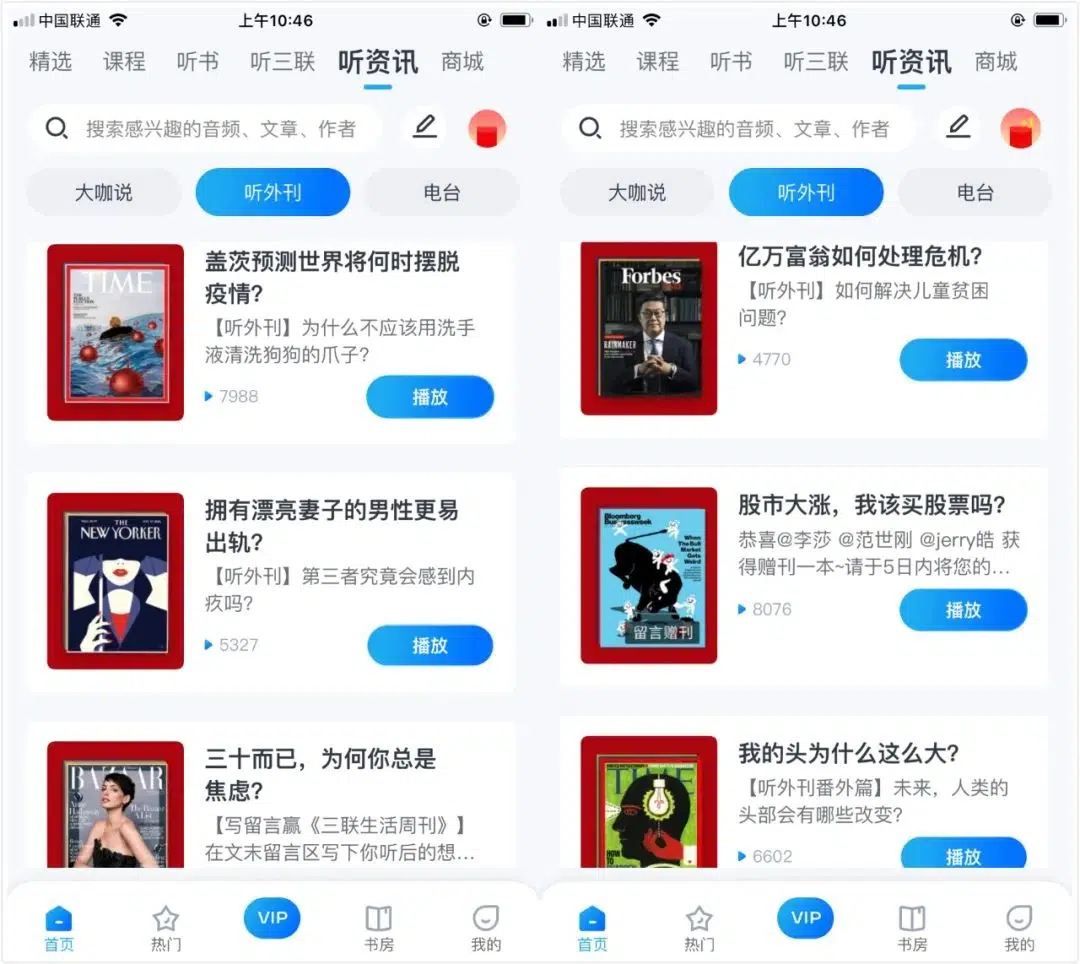 中国联通
上午10:46
精选 课程 听书 听三联 听资讯 商城
搜索感兴趣的音频、文章、作者
大咖说 听外刊 电台
TIME
盖茨预测世界将何时摆脱
疫情?
【听外刊】为什么不应该用洗手
液清洗狗狗的爪子?
7988
播放
THE
NEW YORKER
拥有漂亮妻子的男性更易
出轨?
【听外刊】第三者究竟会感到内
疚吗?
5327
播放
BAZAAR
Anne
Hathaway
The Bazaar
A List
三十而已，为何你总是
焦虑?
【写留言赢《三联生活周刊》】
在文末留言区写下你听后的想...
首页 热门 VIP 书房 我的
中国联通
上午10:46
精选 课程 听书 听三联 听资讯 商城
搜索感兴趣的音频、文章、作者
大咖说 听外刊 电台
Forbes
RAINMAKER
亿万富翁如何处理危机?
【听外刊】如何解决儿童贫困
问题?
4770
播放
Bloomberg
Businessweek
When
The Bull
Market
Gets
Weird
留言赠刊
股市大涨，我该买股票吗?
恭喜@李莎 @范世刚 @jerry皓 获
得赠刊一本~请于5日内将您的...
8076
播放
TIME
HOW
TO
我的头为什么这么大?
【听外刊番外篇】未来，人类的
头部会有哪些改变?
6602
播放
首页 热门 VIP 书房 我的